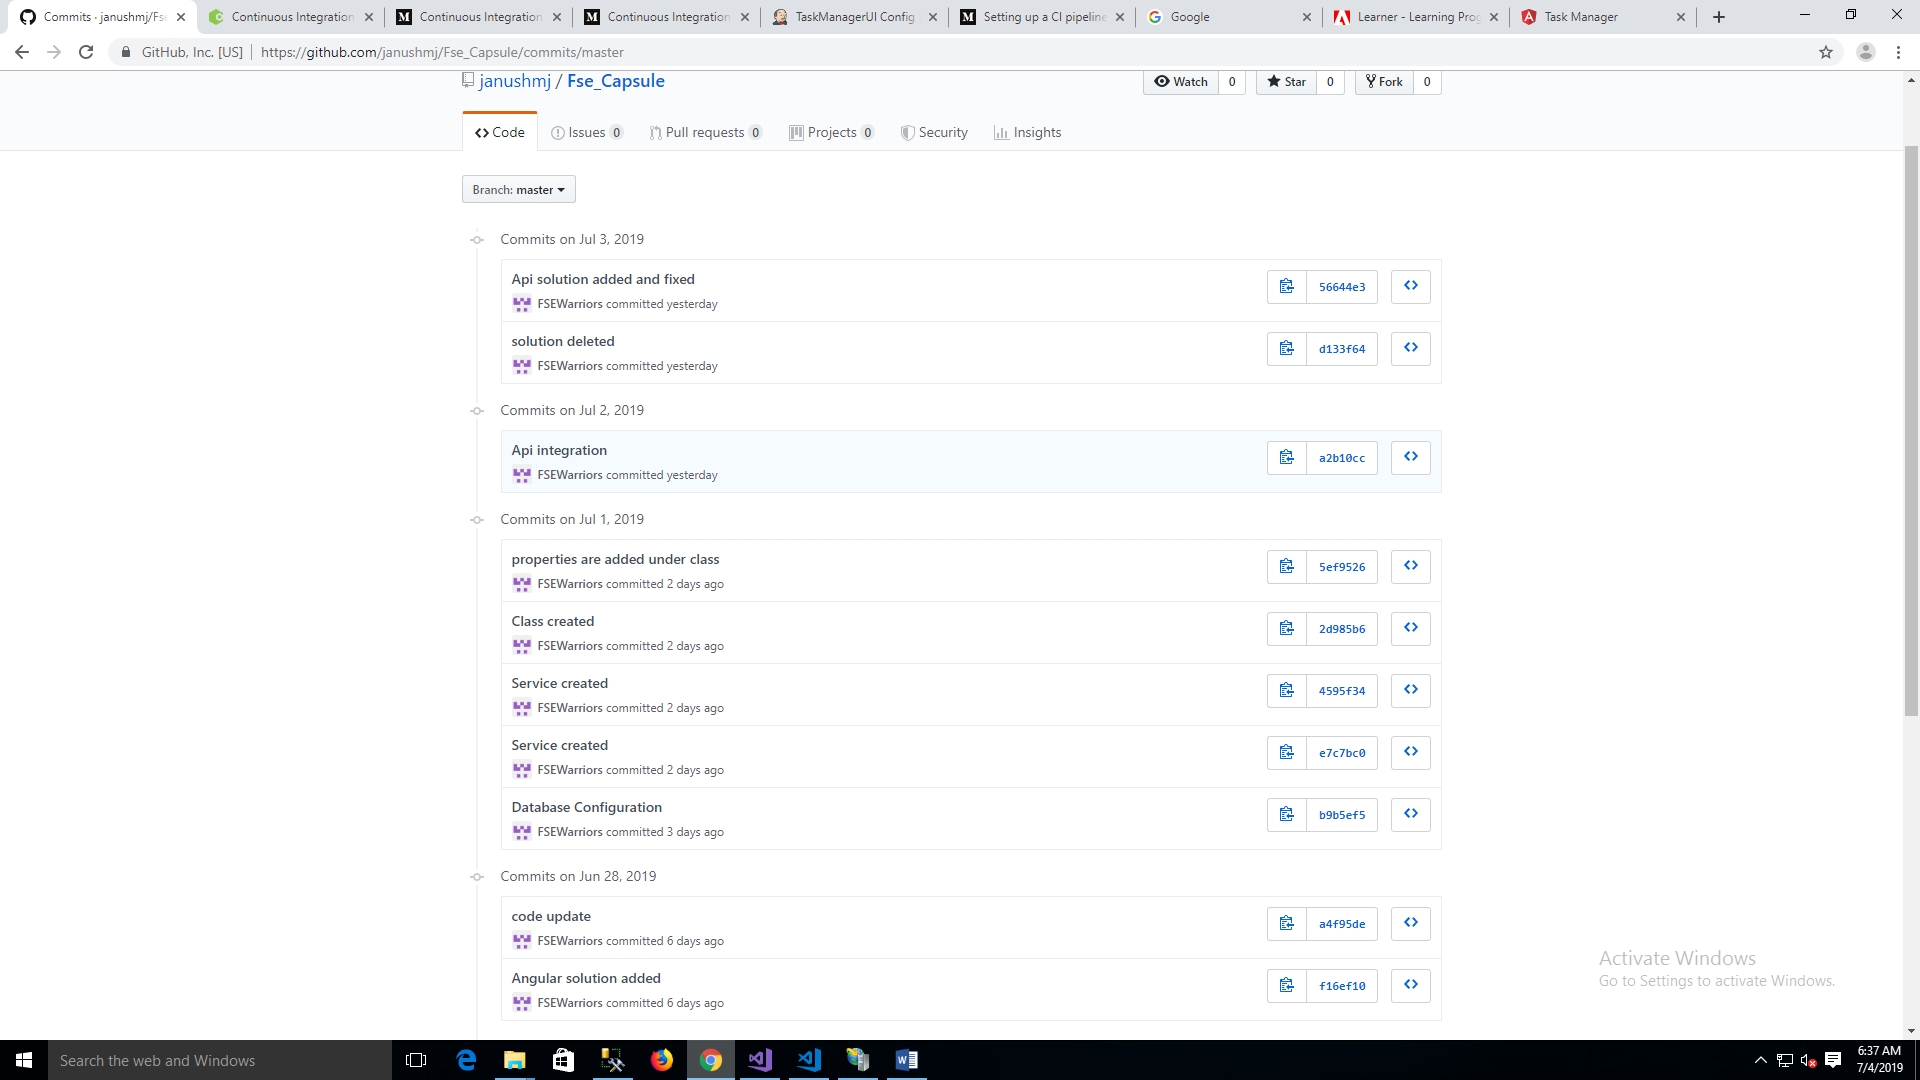 Commits · janushmj/Fse
Continuous Integration
Continuous Integration
Continuous Integration
TaskManagerUI Config
Setting up a CI pipeline
Google
Learner - Learning Prog
Task Manager
GitHub, Inc. [US]
https://github.com/janushmj/Fse_Capsule/commits/master
janushmj / Fse_Capsule
Watch 0
Star 0
Fork 0
Code
Issues 0
Pull requests 0
Projects 0
Security
Insights
Branch: master
Commits on Jul 3, 2019
Api solution added and fixed
56644e3
FSEWarriors committed yesterday
solution deleted
d133f64
FSEWarriors committed yesterday
Commits on Jul 2, 2019
Api integration
a2b10cc
FSEWarriors committed yesterday
Commits on Jul 1, 2019
properties are added under class
5ef9526
FSEWarriors committed 2 days ago
Class created
2d985b6
FSEWarriors committed 2 days ago
Service created
4595f34
FSEWarriors committed 2 days ago
Service created
e7c7bc0
FSEWarriors committed 2 days ago
Database Configuration
b9b5ef5
FSEWarriors committed 3 days ago
Commits on Jun 28, 2019
code update
a4f95de
FSEWarriors committed 6 days ago
Angular solution added
f16ef10
FSEWarriors committed 6 days ago
Activate Windows
Go to Settings to activate Windows.
Search the web and Windows
6:37 AM
7/4/2019